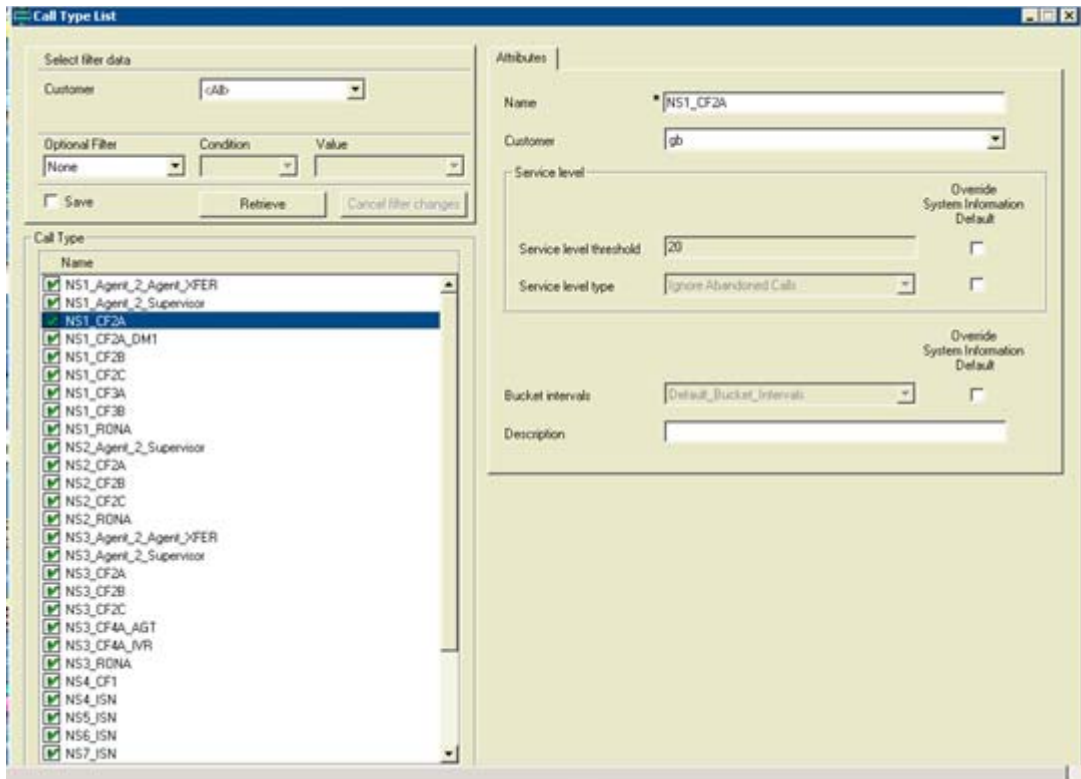 Call Type List
Select filter data
Customer
<All>
Optional Filter
Condition
Value
None
Save
Retrieve
Cancel filter changes
Call Type
Name
NS1_Agent_2_Agent_XFER
NS1_Agent_2_Supervisor
NS1_CF2A
NS1_CF2A_DM1
NS1_CF2B
NS1_CF2C
NS1_CF3A
NS1_CF3B
NS1_RONA
NS2_Agent_2_Supervisor
NS2_CF2A
NS2_CF2B
NS2_CF2C
NS2_RONA
NS3_Agent_2_Agent_XFER
NS3_Agent_2_Supervisor
NS3_CF2A
NS3_CF2B
NS3_CF2C
NS3_CF4A_AGT
NS3_CF4A_IVR
NS3_RONA
NS4_CF1
NS4_ISN
NS5_ISN
NS6_ISN
NS7_ISN
Attributes
Name * NS1_CF2A
Customer gb
Service level
Override
System Information
Default
Service level threshold 20
Service level type Ignore Abandoned Calls
Override
System Information
Default
Bucket intervals Default_Bucket_Intervals
Description